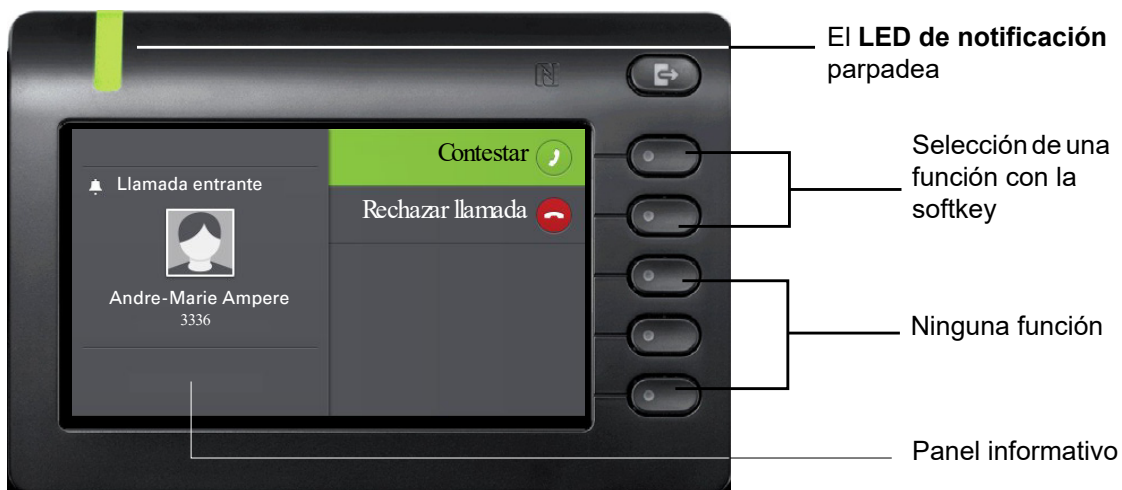 El LED de notificación
parpadea
Contestar
Llamada entrante
Rechazar llamada
Andre-Marie Ampere
3336
Selección de una
función con la
softkey
Ninguna función
Panel informativo